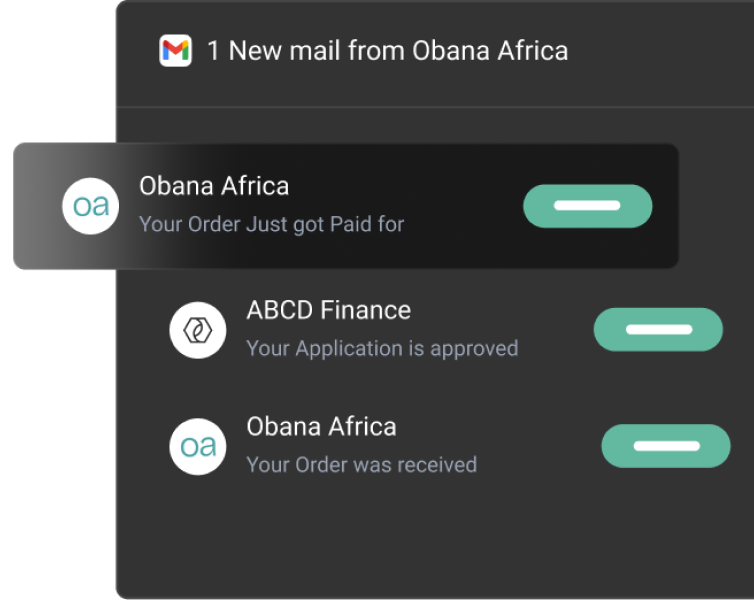 1 New mail from Obana Africa
Obana Africa
oa
Your Order Just got Paid for
ABCD Finance
Your Application is approved
Obana Africa
oa
Your Order was received